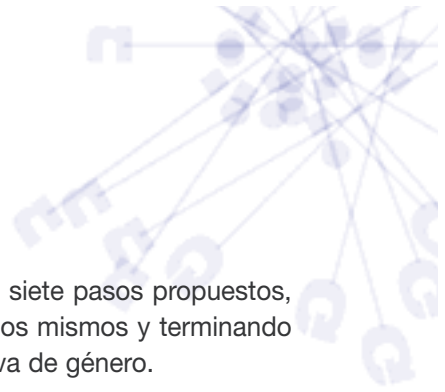 siete pasos propuestos,
os mismos y terminando
va de género.